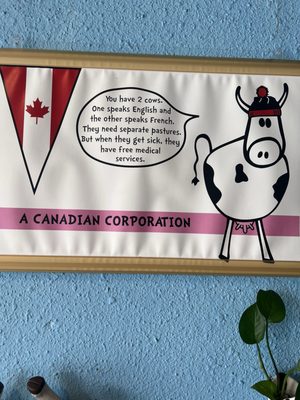 You have 2 cows.
One speaks English and
the other speaks French.
They need separate pastures.
But when they get sick, they
have free medical
services.
A CANADIAN CORPORATION